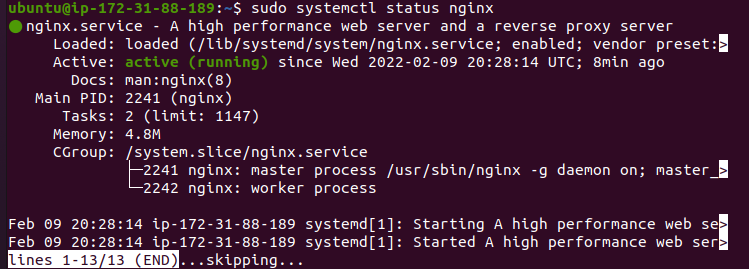 ubuntu@ip-172-31-88-189:~$ sudo systemctl status nginx
● nginx.service - A high performance web server and a reverse proxy server
     Loaded: loaded (/lib/systemd/system/nginx.service; enabled; vendor preset:>
     Active: active (running) since Wed 2022-02-09 20:28:14 UTC; 8min ago
       Docs: man:nginx(8)
   Main PID: 2241 (nginx)
      Tasks: 2 (limit: 1147)
     Memory: 4.8M
     CGroup: /system.slice/nginx.service
             ├─2241 nginx: master process /usr/sbin/nginx -g daemon on; master_>
             └─2242 nginx: worker process
Feb 09 20:28:14 ip-172-31-88-189 systemd[1]: Starting A high performance web se>
Feb 09 20:28:14 ip-172-31-88-189 systemd[1]: Started A high performance web ser>
lines 1-13/13 (END)...skipping...